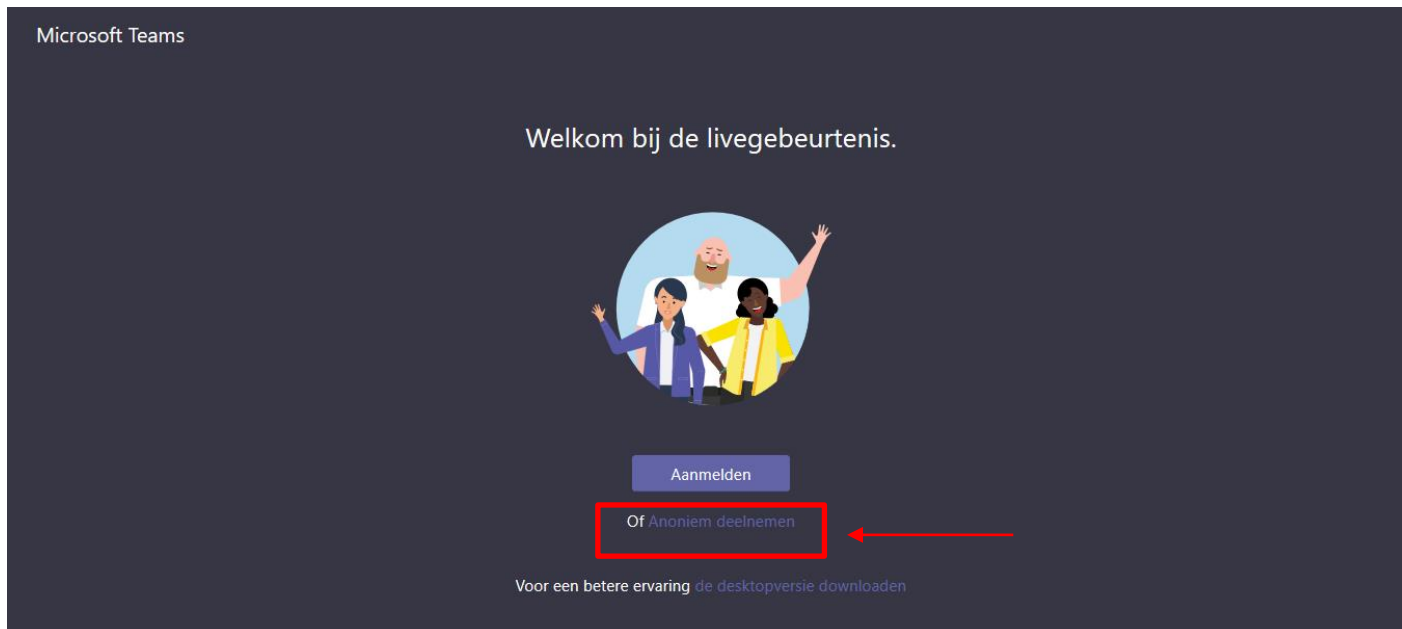 Microsoft Teams
Welkom bij de livegebeurtenis.
Aanmelden
Of Anoniem deelnemen
Voor een betere ervaring de desktopversie downloaden